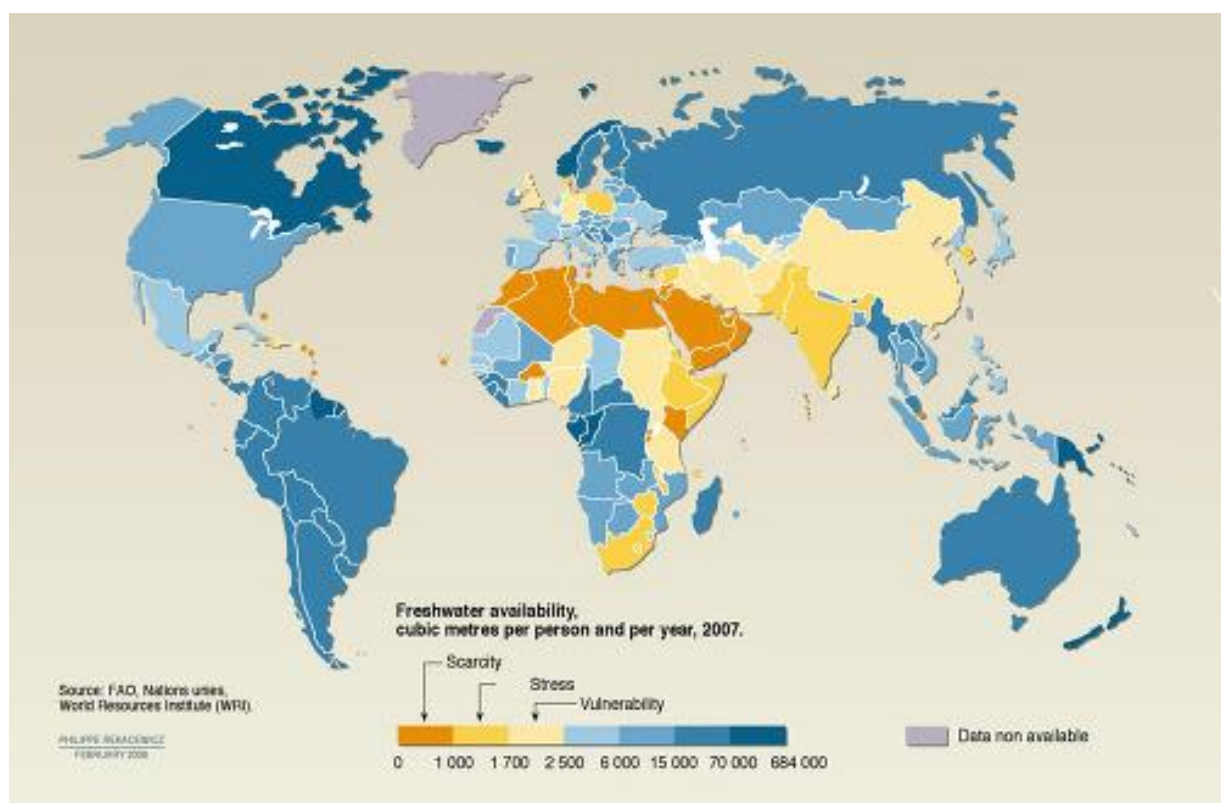 Freshwater availability,
cubic metres per person and per year, 2007.
Scarcity
Stress
Vulnerability
0 1 000 1 700 2 500 6 000 15 000 70 000 684 000
Data non available
Source: FAO, Nations unies,
World Resources Institute (WRI).
PHILIPPE REKACEWICZ
FEBRUARY